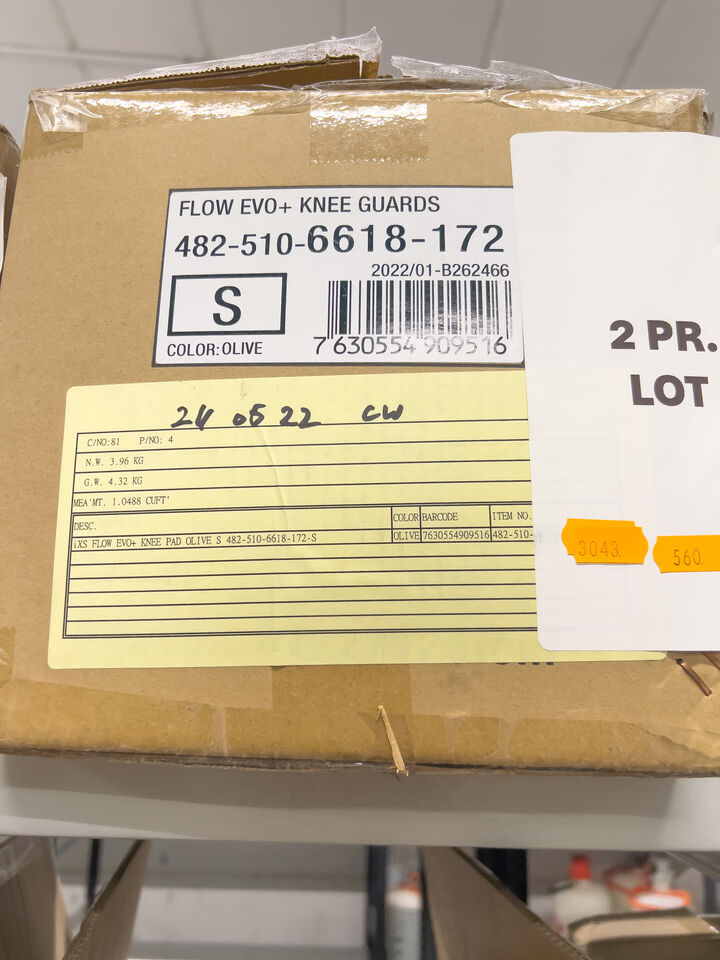 FLOW EVO+ KNEE GUARDS
482-510-6618-172
2022/01-B262466
S
COLOR:OLIVE
7 630554 909516
2 PR.
LOT
24 05 22 CW
C/NO:81 P/NO: 4
N.W. 3.96 KG
G.W. 4.32 KG
MEA'MT. 1.0488 CUFT'
DESC. COLOR BARCODE ITEM NO.
iXS FLOW EVO+ KNEE PAD OLIVE S 482-510-6618-172-S OLIVE 7630554909516 482-510-
3043
560